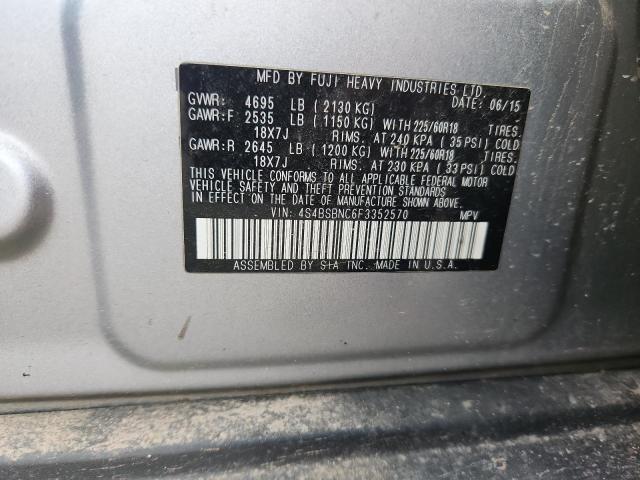 MFD BY FUJI HEAVY INDUSTRIES LTD.
GVWR: 4695 LB (2130 KG) DATE: 06/15
GAWR:F 2535 LB (1150 KG) WITH 225/60R18 TIRES.
18X7J RIMS. AT 240 KPA (35 PSI) COLD
GAWR:R 2645 LB (1200 KG) WITH 225/60R18 TIRES.
18X7J RIMS. AT 230 KPA (33 PSI) COLD
THIS VEHICLE CONFORMS TO ALL APPLICABLE FEDERAL MOTOR
VEHICLE SAFETY AND THEFT PREVENTION STANDARDS
IN EFFECT ON THE DATE OF MANUFACTURE SHOWN ABOVE.
VIN: 4S4BSBNC6F3352570 MPV
ASSEMBLED BY SIA INC. MADE IN U.S.A.